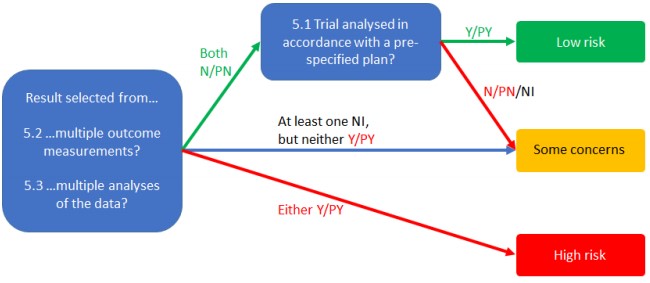 5.1 Trial analysed in
accordance with a pre-
specified plan?
Y/PY
Low risk
Both
N/PN
N/PN/NI
Result selected from...
5.2 ...multiple outcome
measurements?
5.3 ...multiple analyses
of the data?
At least one NI,
but neither Y/PY
Some concerns
Either Y/PY
High risk